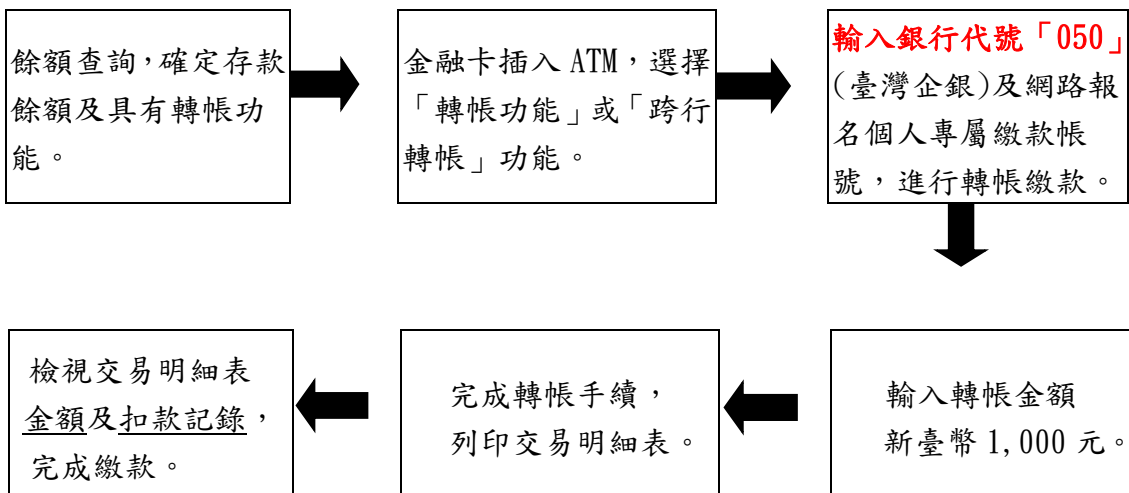 餘額查詢，確定存款
餘額及具有轉帳功
能。
金融卡插入 ATM，選擇
「轉帳功能」或「跨行
轉帳」功能。
輸入銀行代號「050」
(臺灣企銀)及網路報
名個人專屬繳款帳
號，進行轉帳繳款。
輸入轉帳金額
新臺幣 1,000 元。
完成轉帳手續，
列印交易明細表。
檢視交易明細表
金額及扣款記錄，
完成繳款。